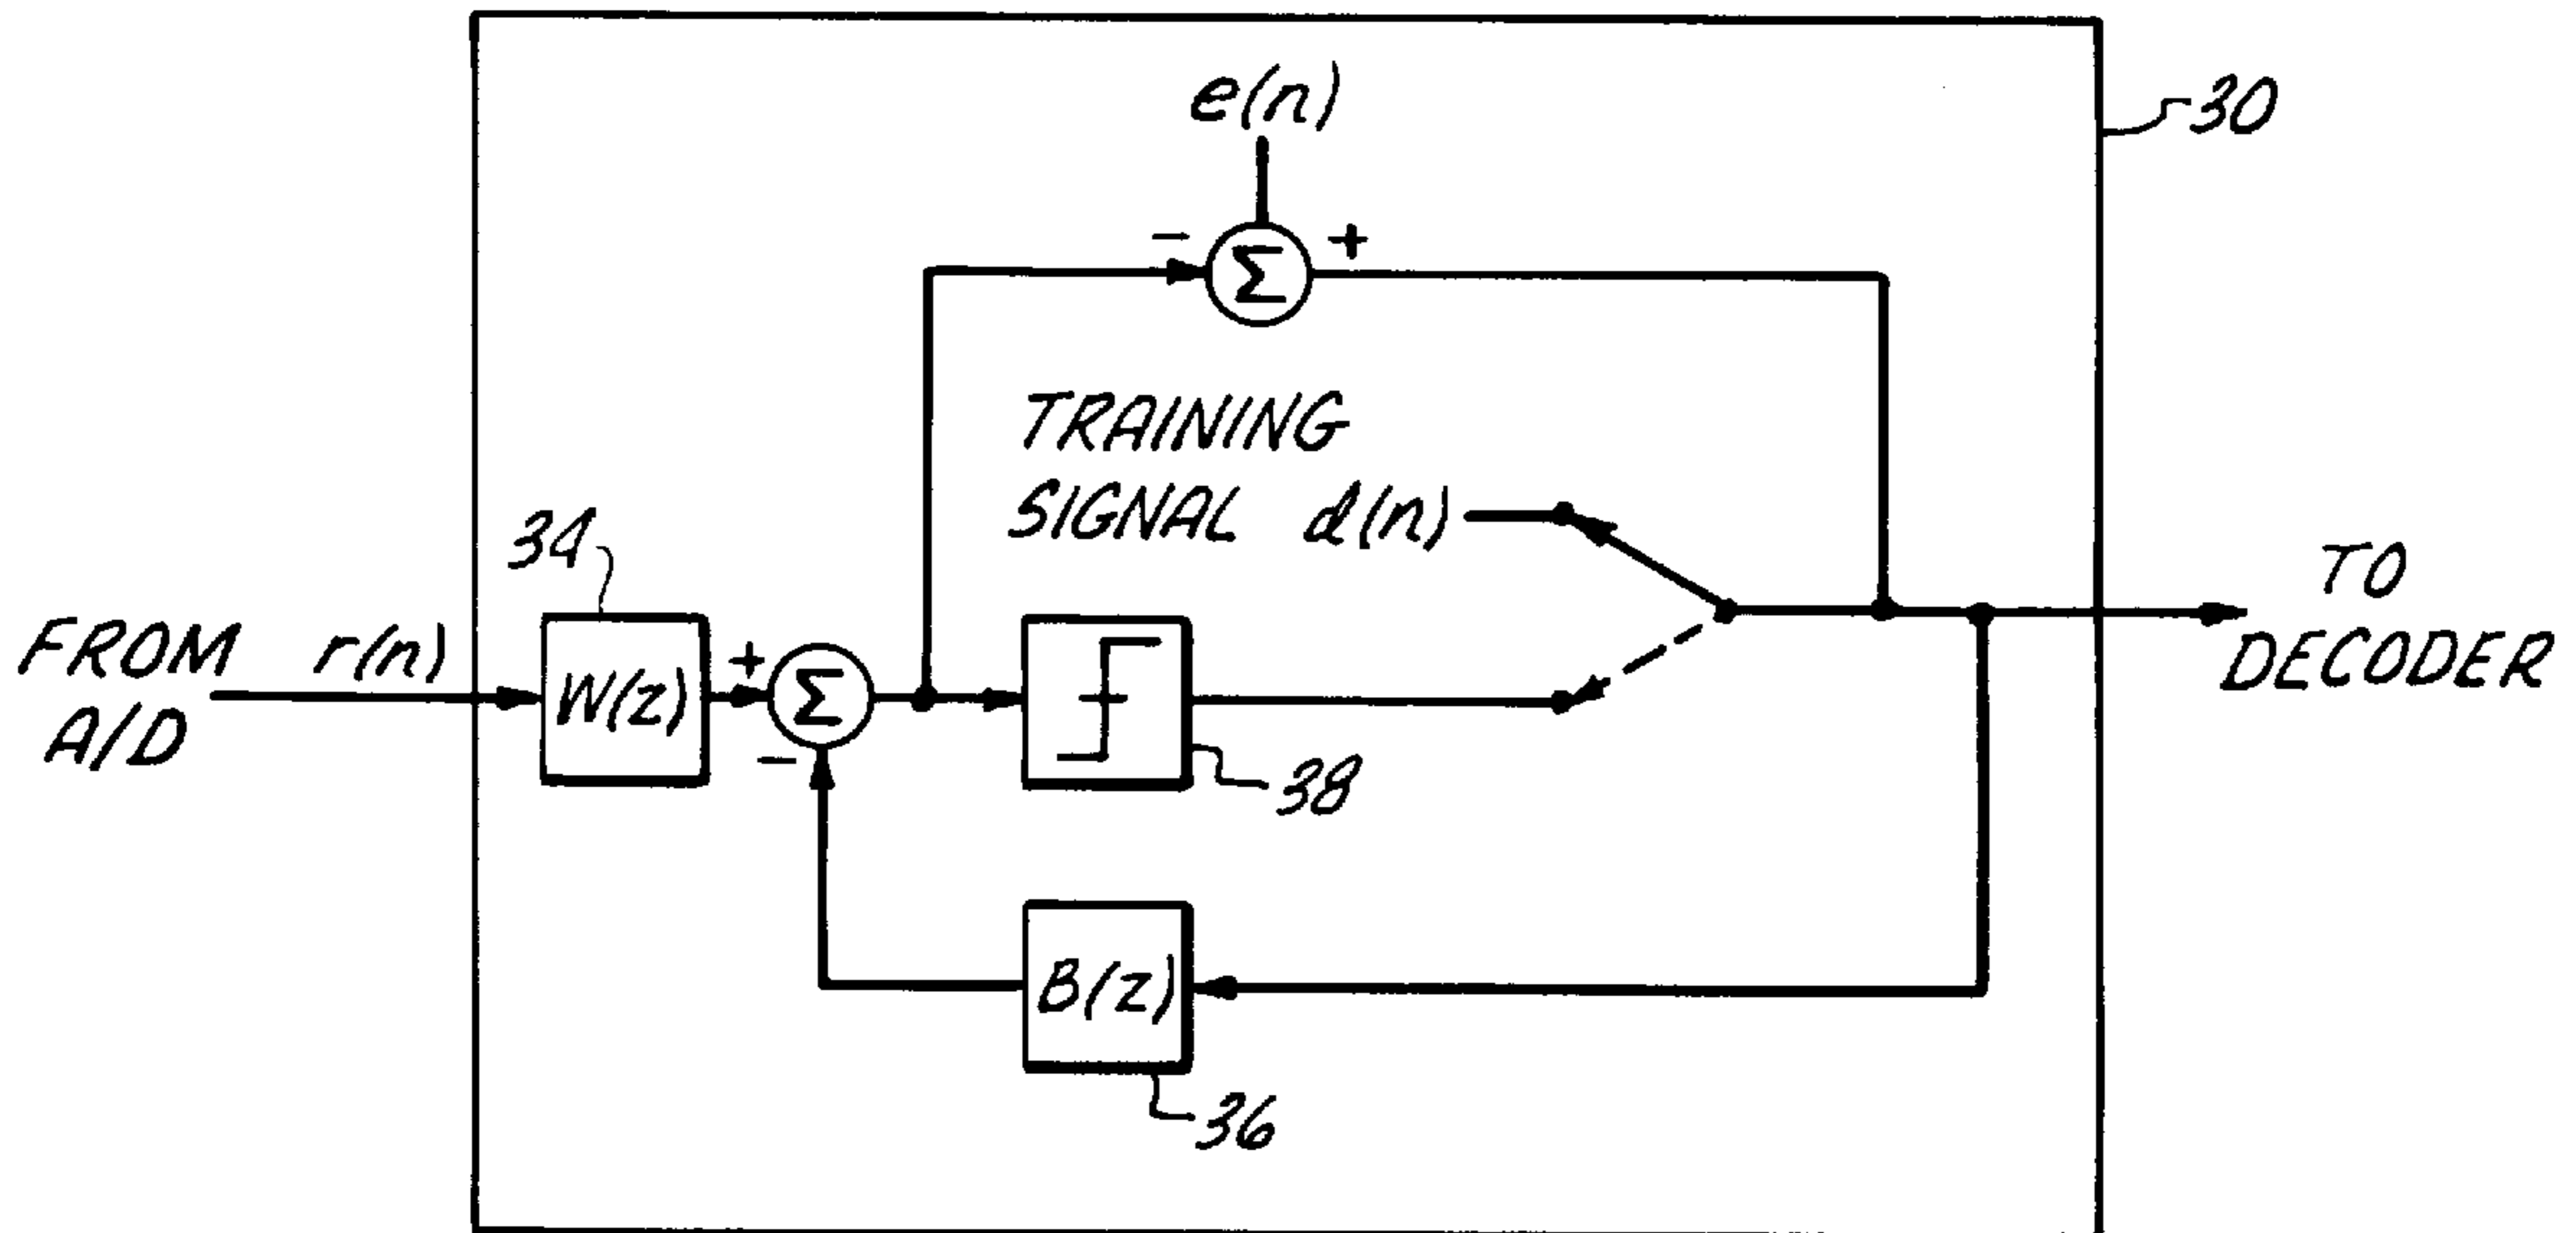 e(n)
30
- Σ +
TRAINING
SIGNAL d(n)
34
FROM r(n)
A/D
W(z)
+ Σ -
38
TO
DECODER
B(z)
36